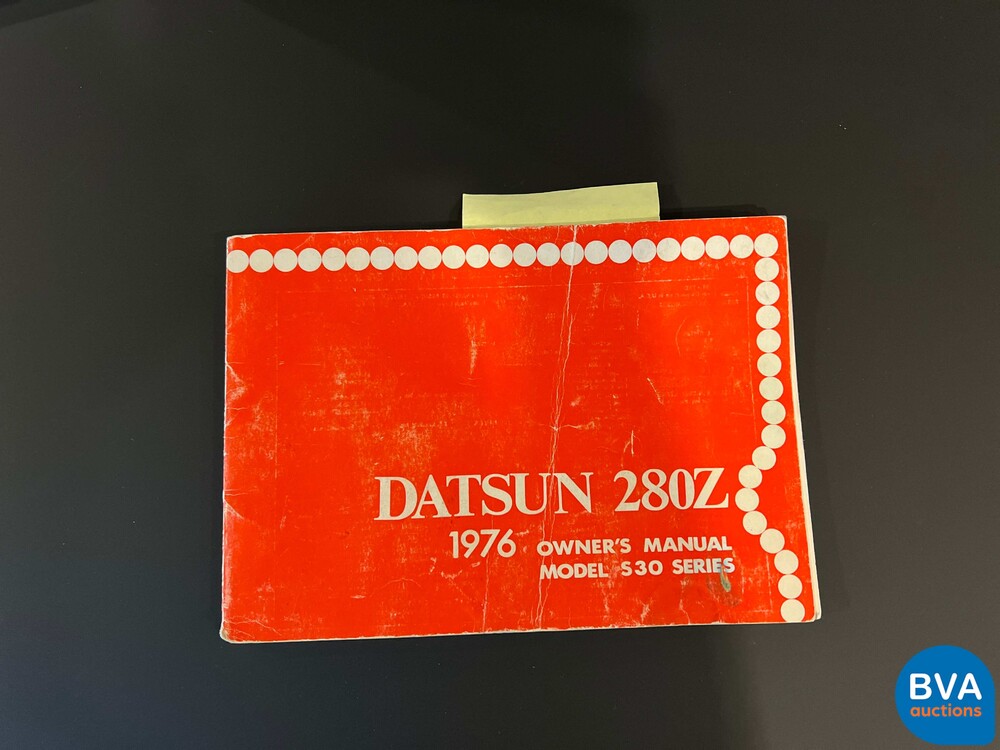 DATSUN 280Z
1976 OWNER'S MANUAL
MODEL S30 SERIES
BVA
auctions